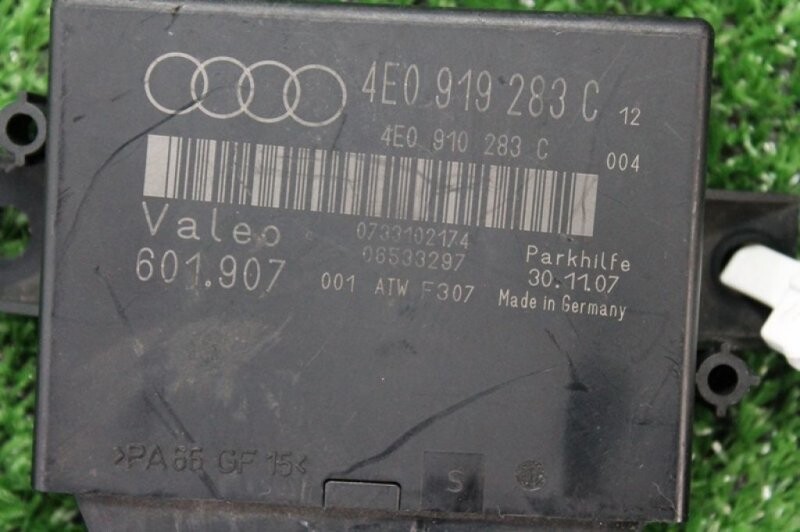 4E0 919 283 C 12
4E0 910 283 C 004
Valeo 0733102174
06533297
601.907 001 ATW F307
Parkhilfe
30.11.07
Made in Germany
>PA66 GF 15<
S